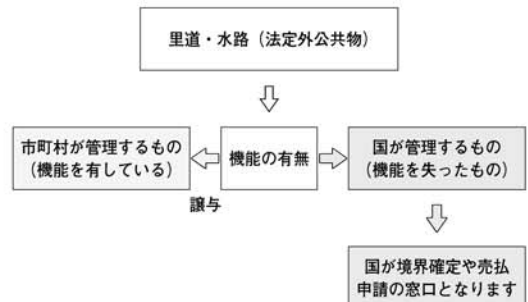 里道・水路（法定外公共物）
市町村が管理するもの
（機能を有している）
機能の有無
国が管理するもの
（機能を失ったもの）
譲与
国が境界確定や売払
申請の窓口となります